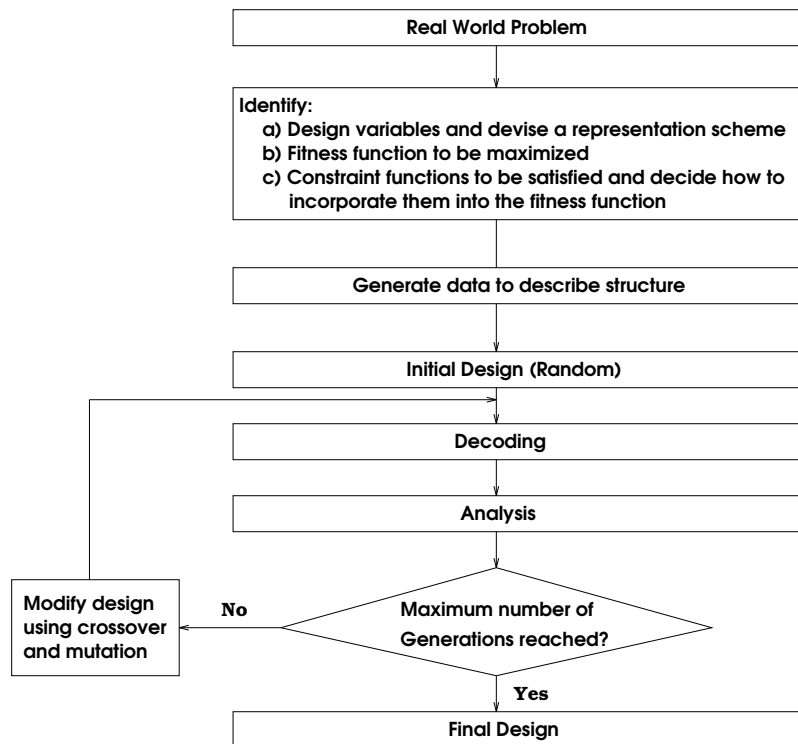 Real World Problem
Identify:
a) Design variables and devise a representation scheme
b) Fitness function to be maximized
c) Constraint functions to be satisfied and decide how to
incorporate them into the fitness function
Generate data to describe structure
Initial Design (Random)
Decoding
Analysis
Maximum number of
Generations reached?
No
Modify design
using crossover
and mutation
Yes
Final Design